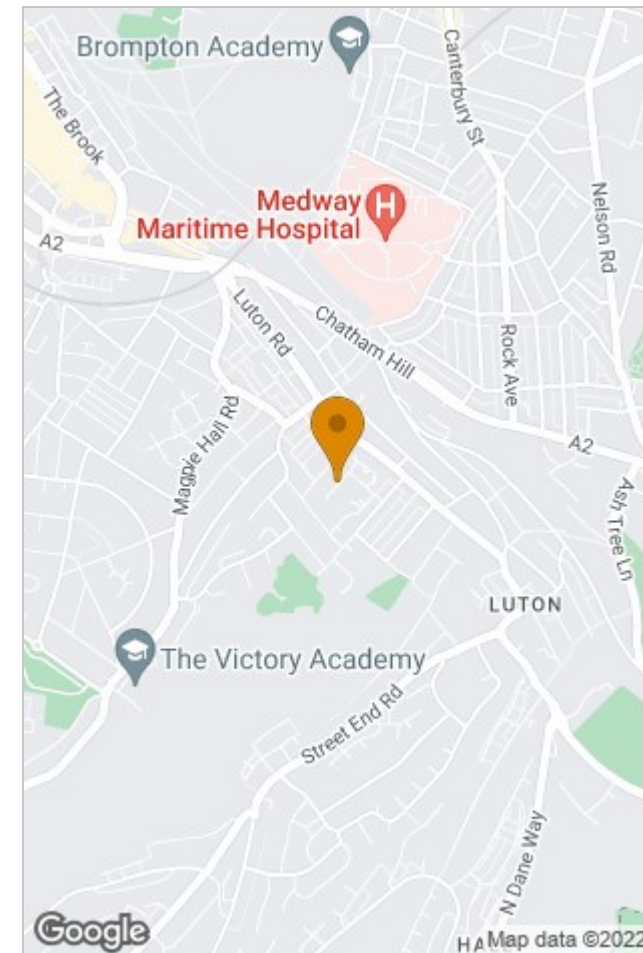 Brompton Academy
Canterbury St
The Brook
Medway
Maritime Hospital
H
Nelson Rd
A2
Luton Rd
Chatham Hill
Rock Ave
Magpie Hall Rd
A2
Ash Tree Ln
LUTON
The Victory Academy
Street End Rd
N Dane Way
Google
HAL
Map data ©2022